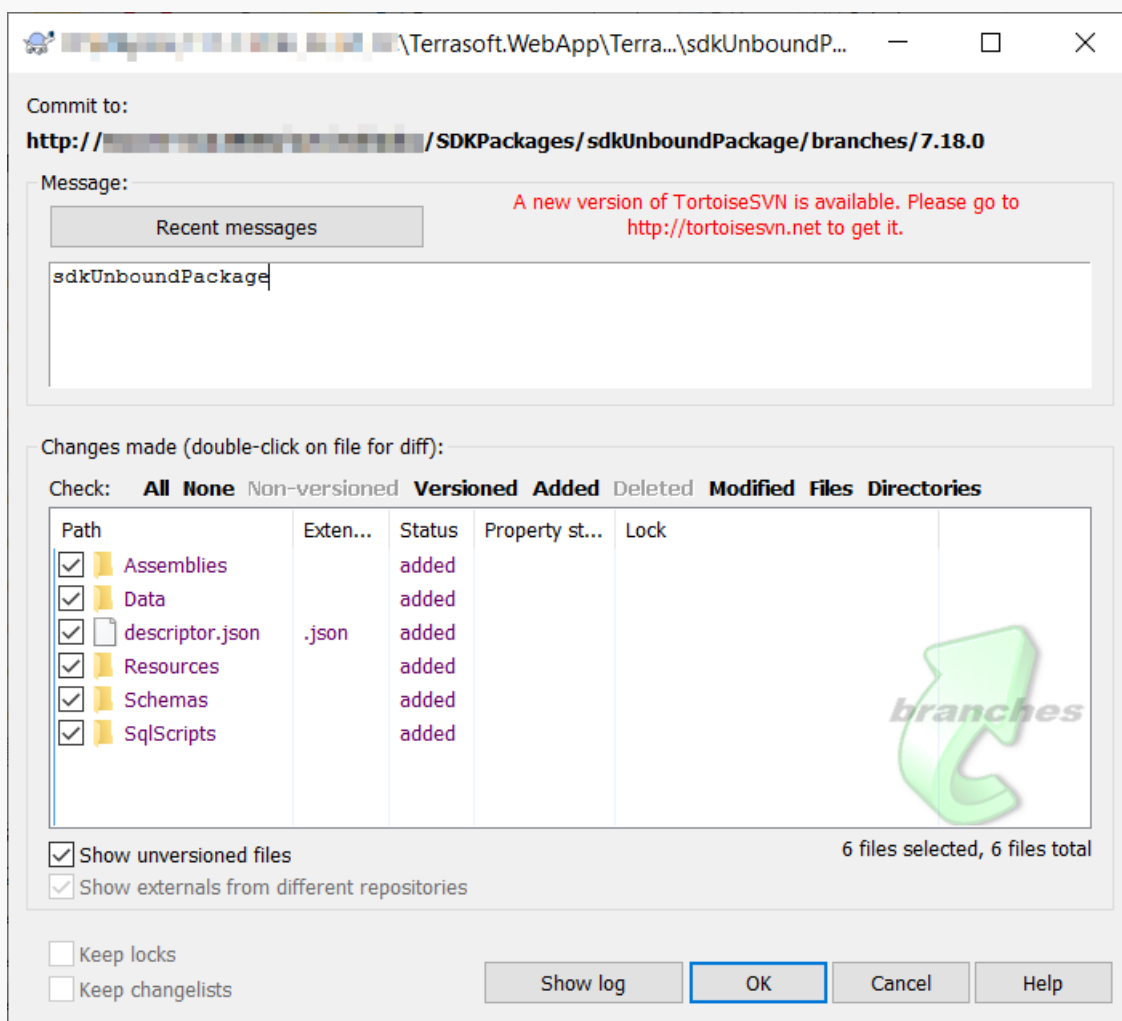 \Terrasoft.WebApp\Terra...\sdkUnboundP...
Commit to:
http:// /SDKPackages/sdkUnboundPackage/branches/7.18.0
Message:
Recent messages
A new version of TortoiseSVN is available. Please go to
http://tortoisesvn.net to get it.
sdkUnboundPackage
Changes made (double-click on file for diff):
Check: All None Non-versioned Versioned Added Deleted Modified Files Directories
Path Exten... Status Property st... Lock
Assemblies added
Data added
descriptor.json .json added
Resources added
Schemas added
SqlScripts added
branches
Show unversioned files
6 files selected, 6 files total
Show externals from different repositories
Keep locks
Keep changelists
Show log OK Cancel Help